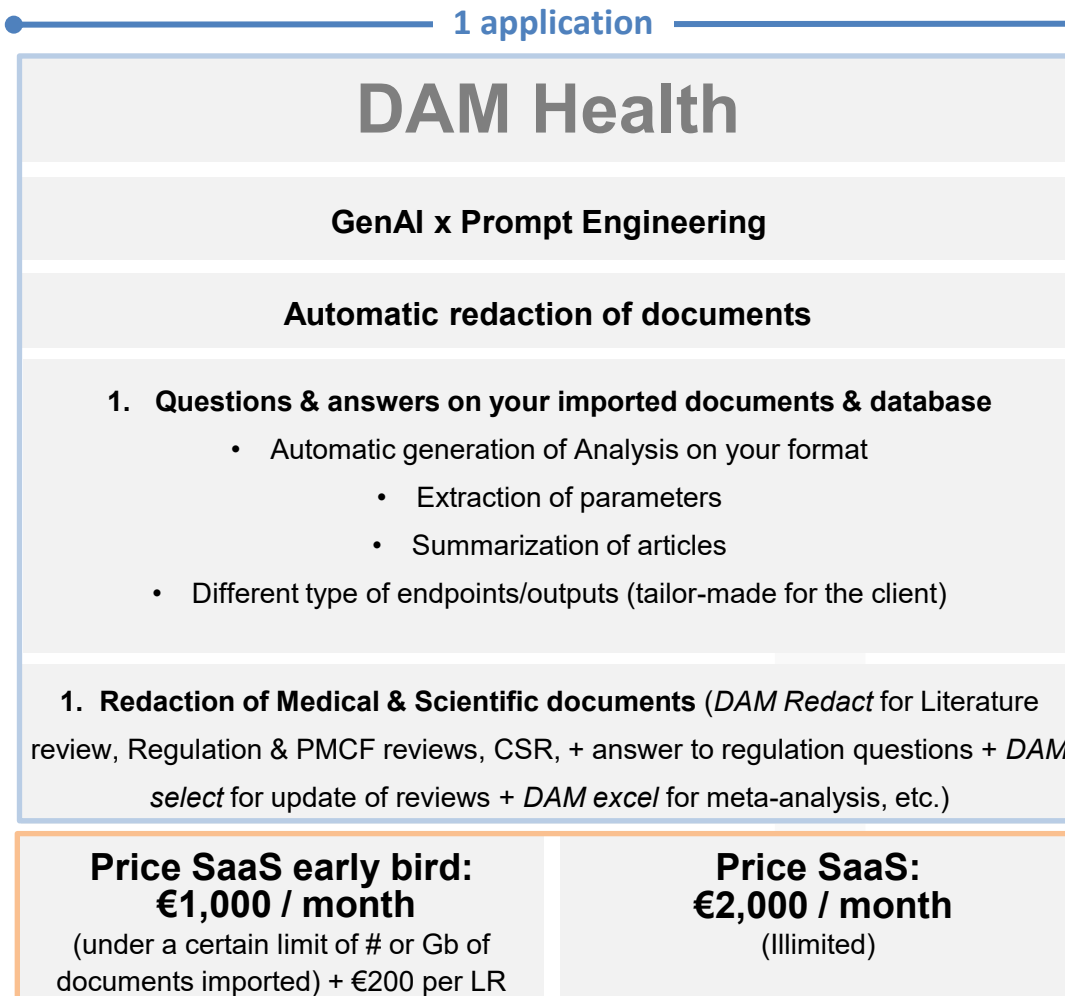 1 application
DAM Health
GenAI x Prompt Engineering
Automatic redaction of documents
1. Questions & answers on your imported documents & database
• Automatic generation of Analysis on your format
• Extraction of parameters
• Summarization of articles
• Different type of endpoints/outputs (tailor-made for the client)
1. Redaction of Medical & Scientific documents (DAM Redact for Literature
review, Regulation & PMCF reviews, CSR, + answer to regulation questions + DAM
select for update of reviews + DAM excel for meta-analysis, etc.)
Price SaaS early bird:
€1,000 / month
(under a certain limit of # or Gb of
documents imported) + €200 per LR
Price SaaS:
€2,000 / month
(Illimited)